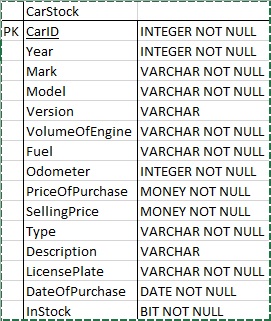 CarStock
PK CarID INTEGER NOT NULL
Year INTEGER NOT NULL
Mark VARCHAR NOT NULL
Model VARCHAR NOT NULL
Version VARCHAR
VolumeOfEngine VARCHAR NOT NULL
Fuel VARCHAR NOT NULL
Odometer INTEGER NOT NULL
PriceOfPurchase MONEY NOT NULL
SellingPrice MONEY NOT NULL
Type VARCHAR NOT NULL
Description VARCHAR
LicensePlate VARCHAR NOT NULL
DateOfPurchase DATE NOT NULL
InStock BIT NOT NULL